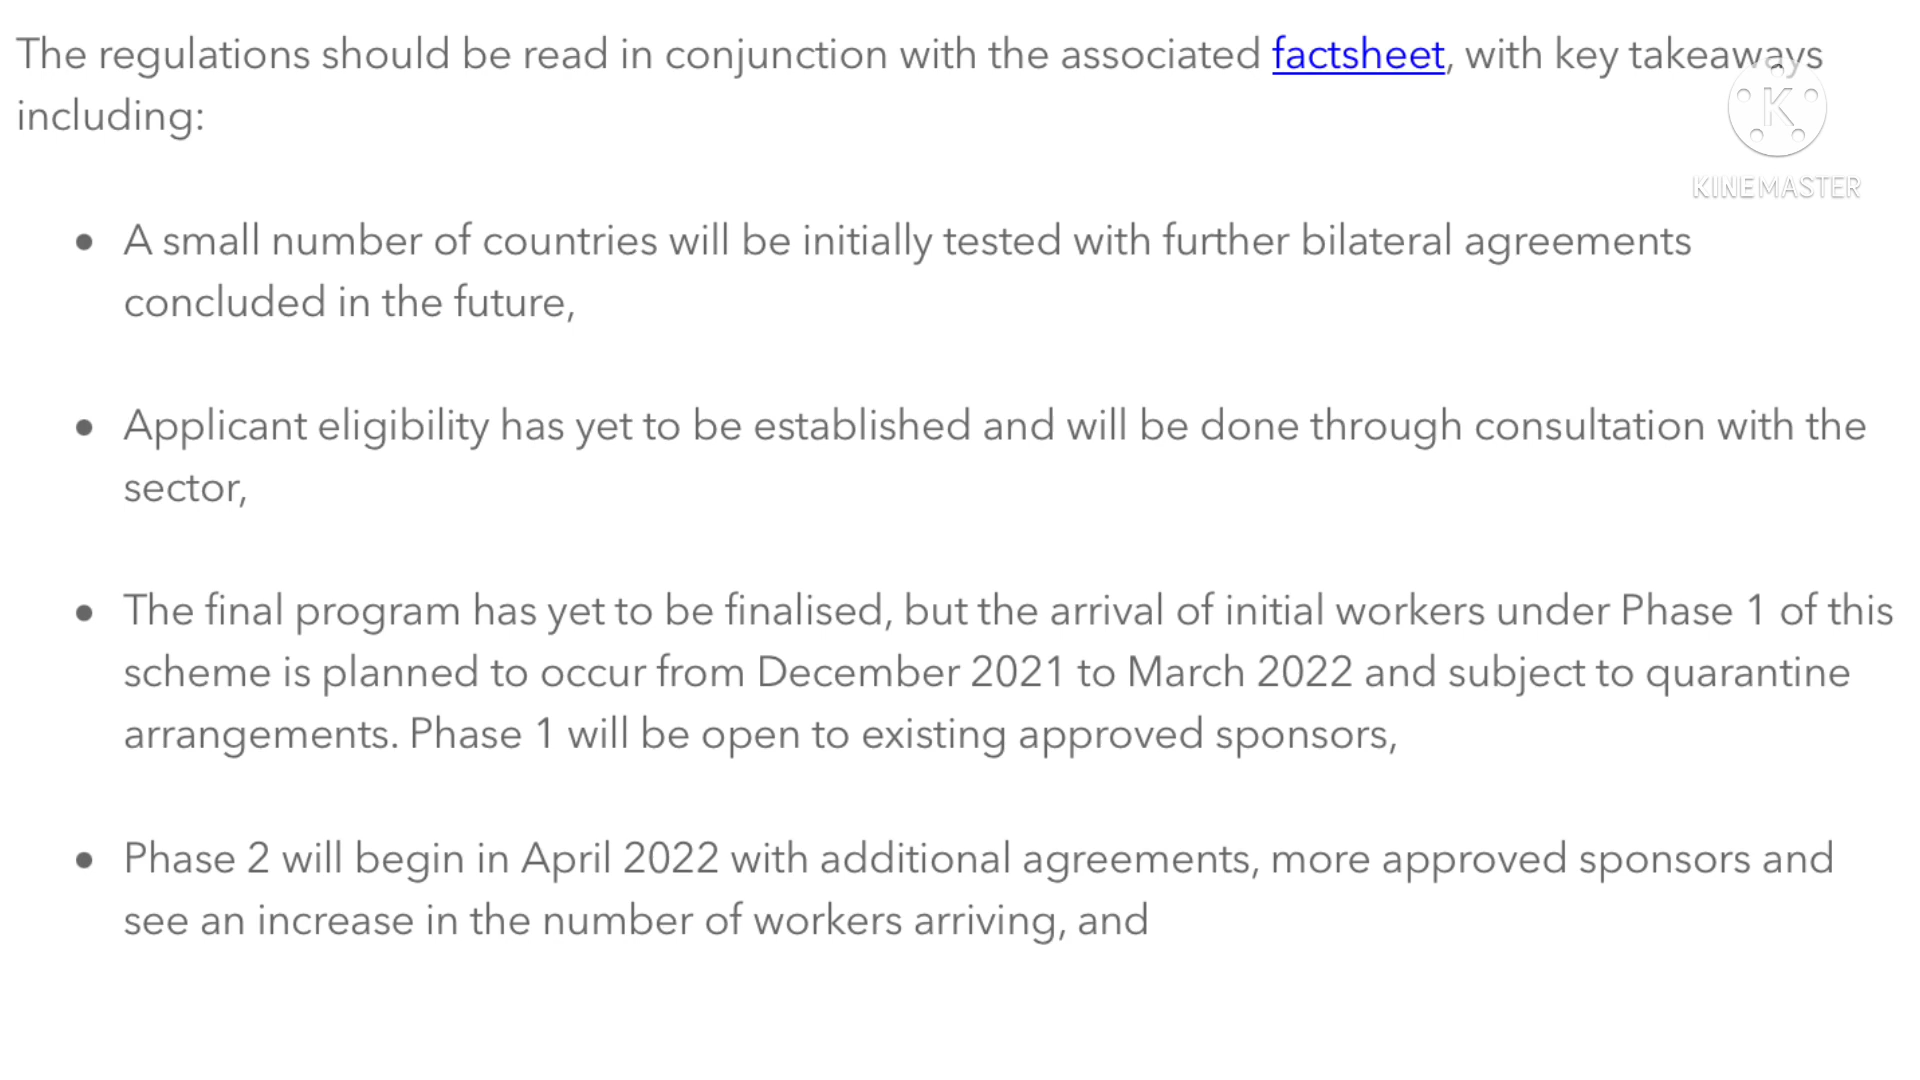 The regulations should be read in conjunction with the associated factsheet, with key takeaways
including:
K
KINEMASTER
• A small number of countries will be initially tested with further bilateral agreements
concluded in the future,
• Applicant eligibility has yet to be established and will be done through consultation with the
sector,
• The final program has yet to be finalised, but the arrival of initial workers under Phase 1 of this
scheme is planned to occur from December 2021 to March 2022 and subject to quarantine
arrangements. Phase 1 will be open to existing approved sponsors,
• Phase 2 will begin in April 2022 with additional agreements, more approved sponsors and
see an increase in the number of workers arriving, and